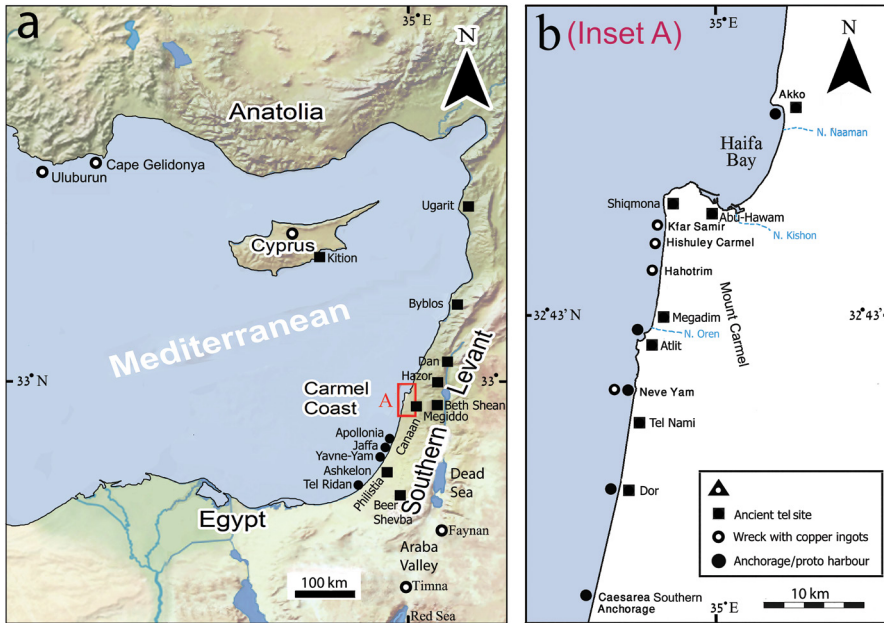 a
35° E
N
Anatolia
Cape Gelidonya
Uluburun
Ugarit
Cyprus
Kition
Byblos
Mediterranean
Dan
Hazor
33° N
33°
Carmel
Coast
A
Beth Shean
Megiddo
Levant
Southern
Canaan
Apollonia
Jaffa
Yavne-Yam
Ashkelon
Tel Ridan
Philistia
Beer
Shevba
Dead
Sea
Egypt
Faynan
Araba
Valley
Timna
100 km
Red Sea
b (Inset A)
35° E
N
Akko
N. Naaman
Haifa
Bay
Shiqmona
Abu-Hawam
Kfar Samir
N. Kishon
Hishuley Carmel
Hahotrim
Mount Carmel
32° 43' N
32° 43' N
Megadim
N. Oren
Atlit
Neve Yam
Tel Nami
Dor
Ancient tel site
Wreck with copper ingots
Anchorage/proto harbour
Caesarea Southern
Anchorage
35° E
10 km